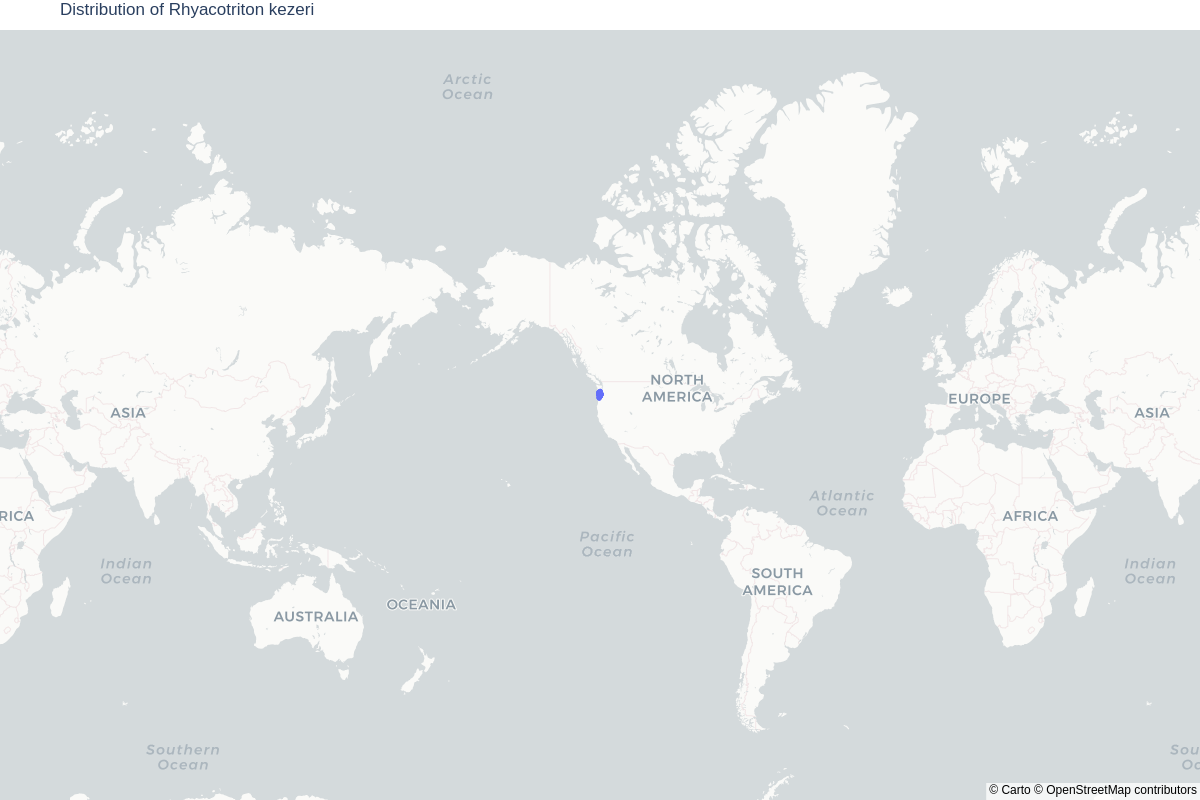 Distribution of Rhyacotriton kezeri
Arctic
Ocean
NORTH
AMERICA
ASIA
EUROPE
ASIA
Atlantic
Ocean
RICA
AFRICA
Pacific
Ocean
Indian
Ocean
Indian
Ocean
SOUTH
AMERICA
OCEANIA
AUSTRALIA
Southern
Ocean
Sou
Oc
© Carto © OpenStreetMap contributors